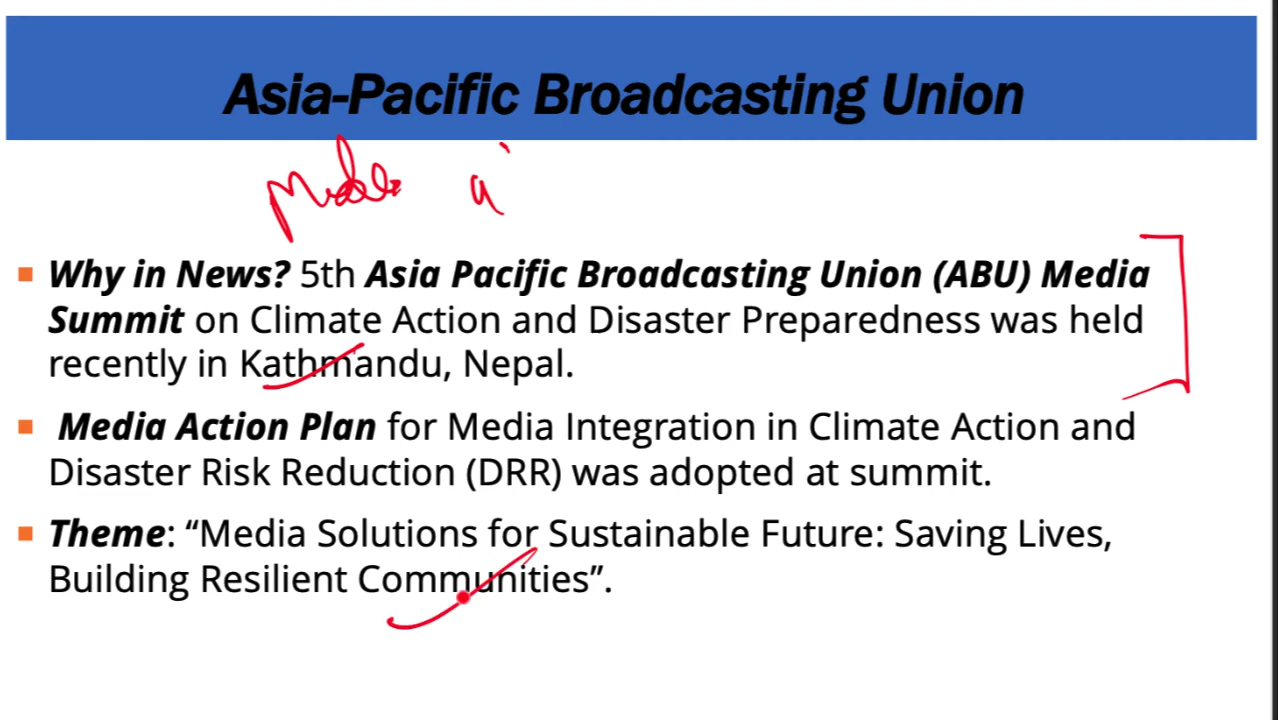 Asia-Pacific Broadcasting Union
Why in News? 5th Asia Pacific Broadcasting Union (ABU) Media
Summit on Climate Action and Disaster Preparedness was held
recently in Kathmandu, Nepal.
Media Action Plan for Media Integration in Climate Action and
Disaster Risk Reduction (DRR) was adopted at summit.
Theme: “Media Solutions for Sustainable Future: Saving Lives,
Building Resilient Communities”.